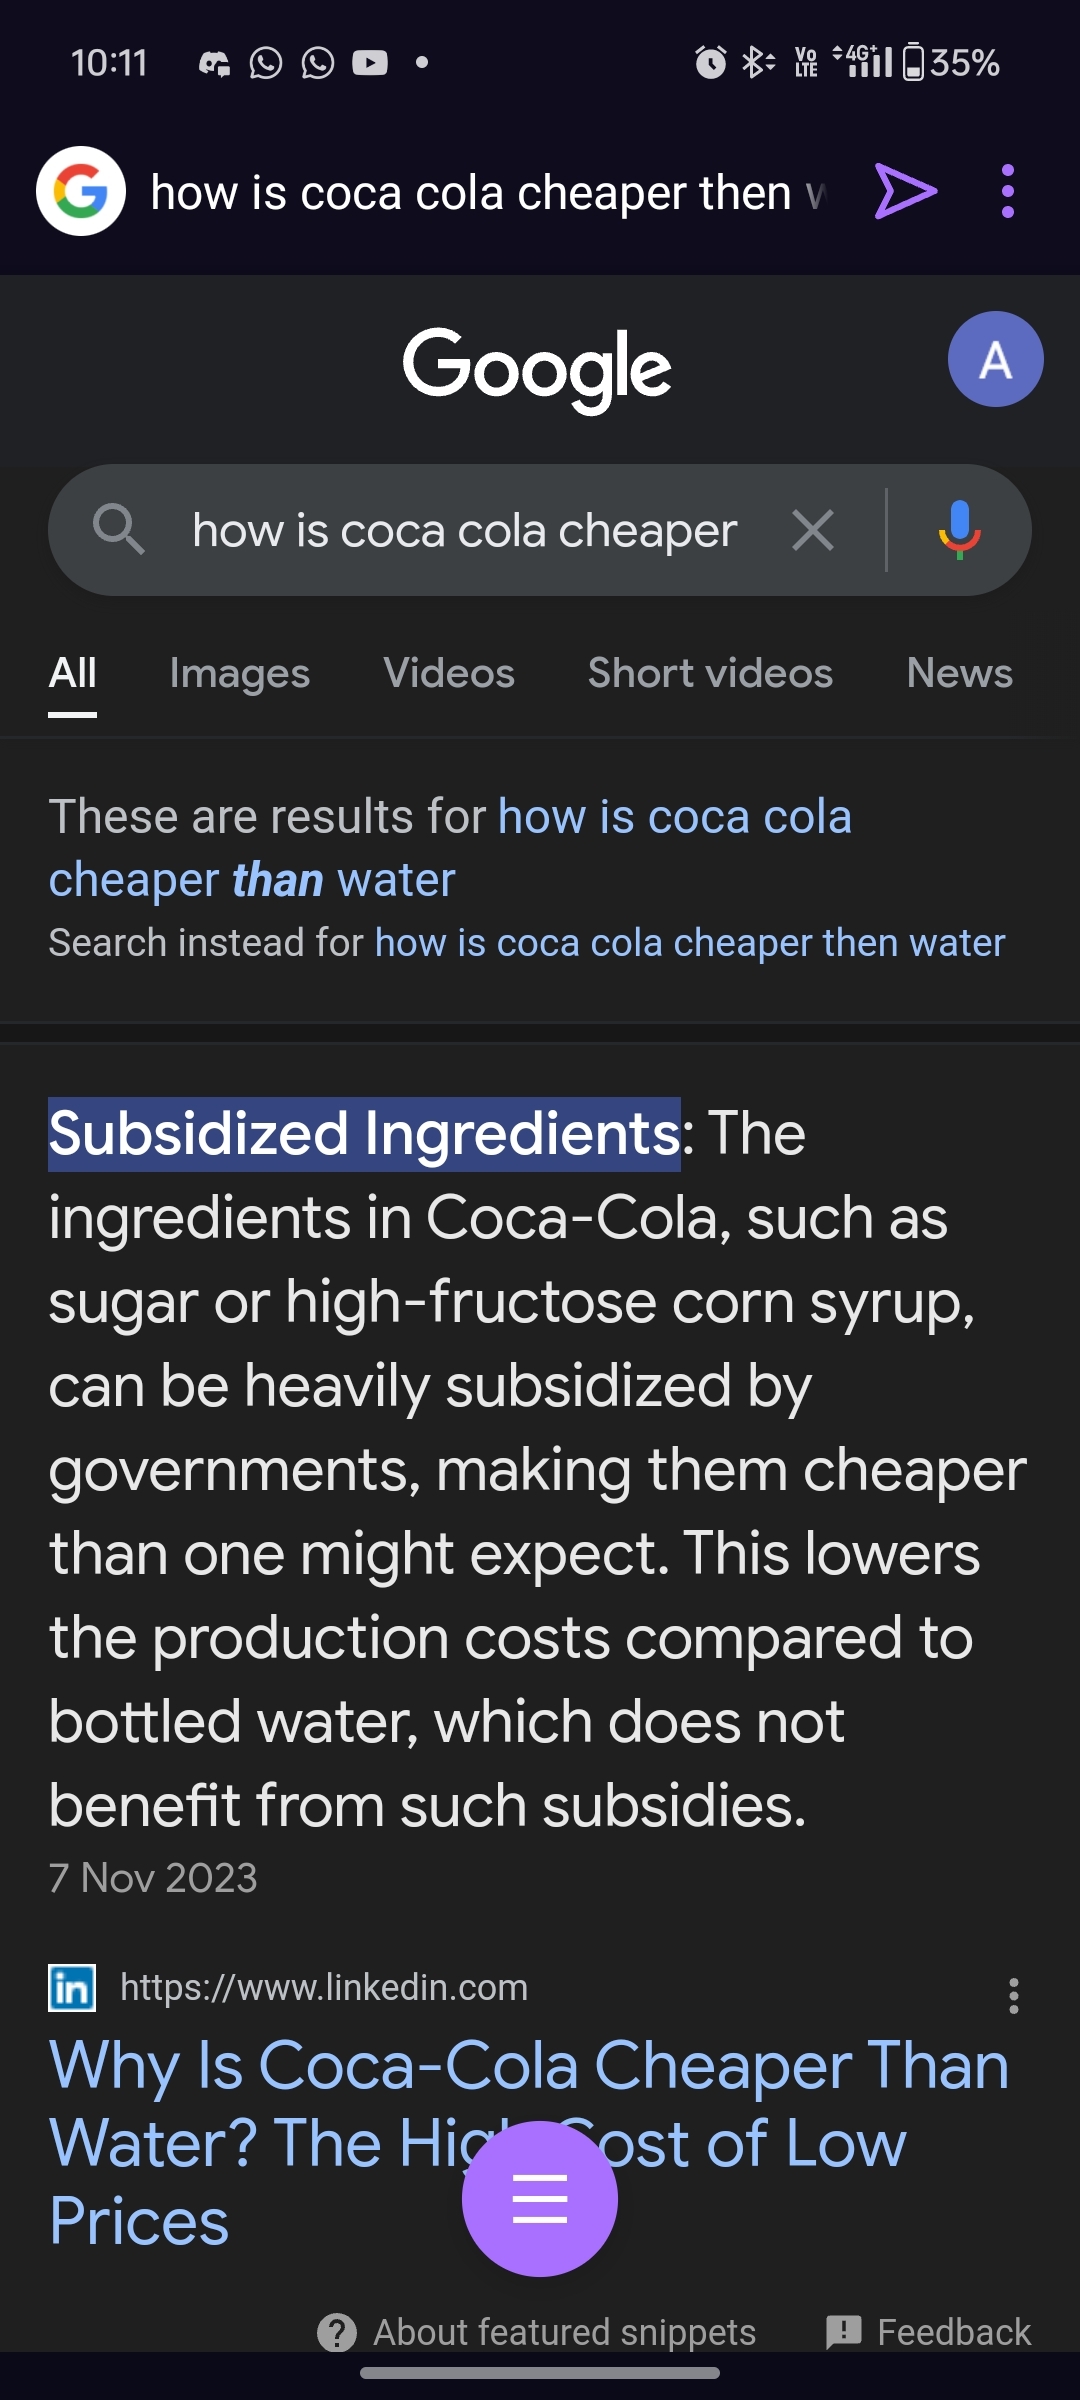 10:11 VoLTE 4G+ 35%
how is coca cola cheaper then
Google
A
how is coca cola cheaper
All Images Videos Short videos News
These are results for how is coca cola
cheaper than water
Search instead for how is coca cola cheaper then water
Subsidized Ingredients: The
ingredients in Coca-Cola, such as
sugar or high-fructose corn syrup,
can be heavily subsidized by
governments, making them cheaper
than one might expect. This lowers
the production costs compared to
bottled water, which does not
benefit from such subsidies.
7 Nov 2023
in https://www.linkedin.com
Why Is Coca-Cola Cheaper Than
Water? The High Cost of Low
Prices
About featured snippets Feedback